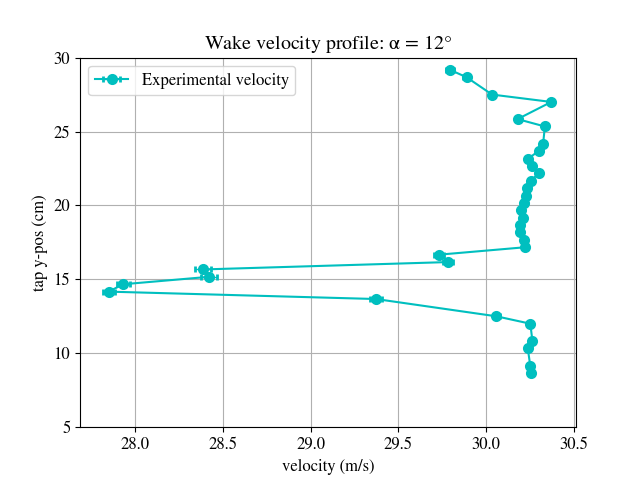 Wake velocity profile: α = 12°
Experimental velocity
tap y-pos (cm)
30
25
20
15
10
5
28.0 28.5 29.0 29.5 30.0 30.5
velocity (m/s)